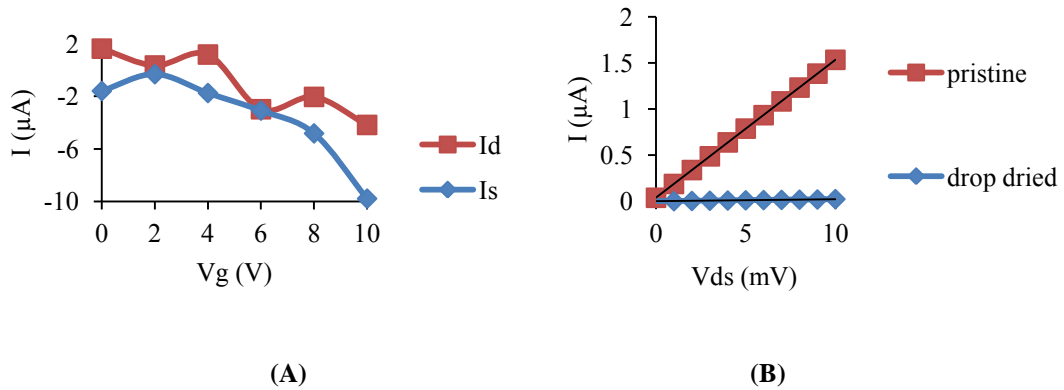 2
-2
-6
-10
I (µA)
0 2 4 6 8 10
Vg (V)
Id
Is
(A)
2
1.5
1
0.5
0
I (µA)
0 5 10
Vds (mV)
pristine
drop dried
(B)